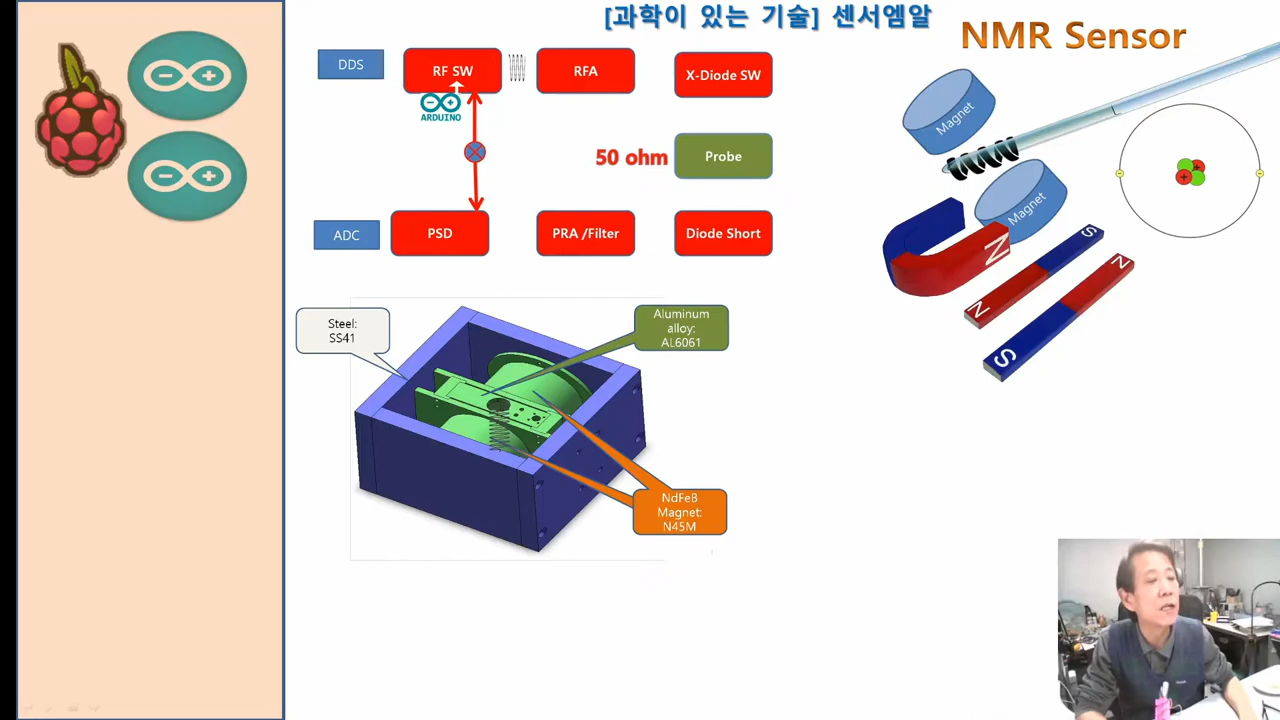 [과학이 있는 기술] 센서엠알
NMR Sensor
DDS
RF SW
RFA
X-Diode SW
ARDUINO
50 ohm
Probe
ADC
PSD
PRA /Filter
Diode Short
Magnet
Magnet
N
S
N
N
S
Steel:
SS41
Aluminum
alloy:
AL6061
NdFeB
Magnet:
N45M